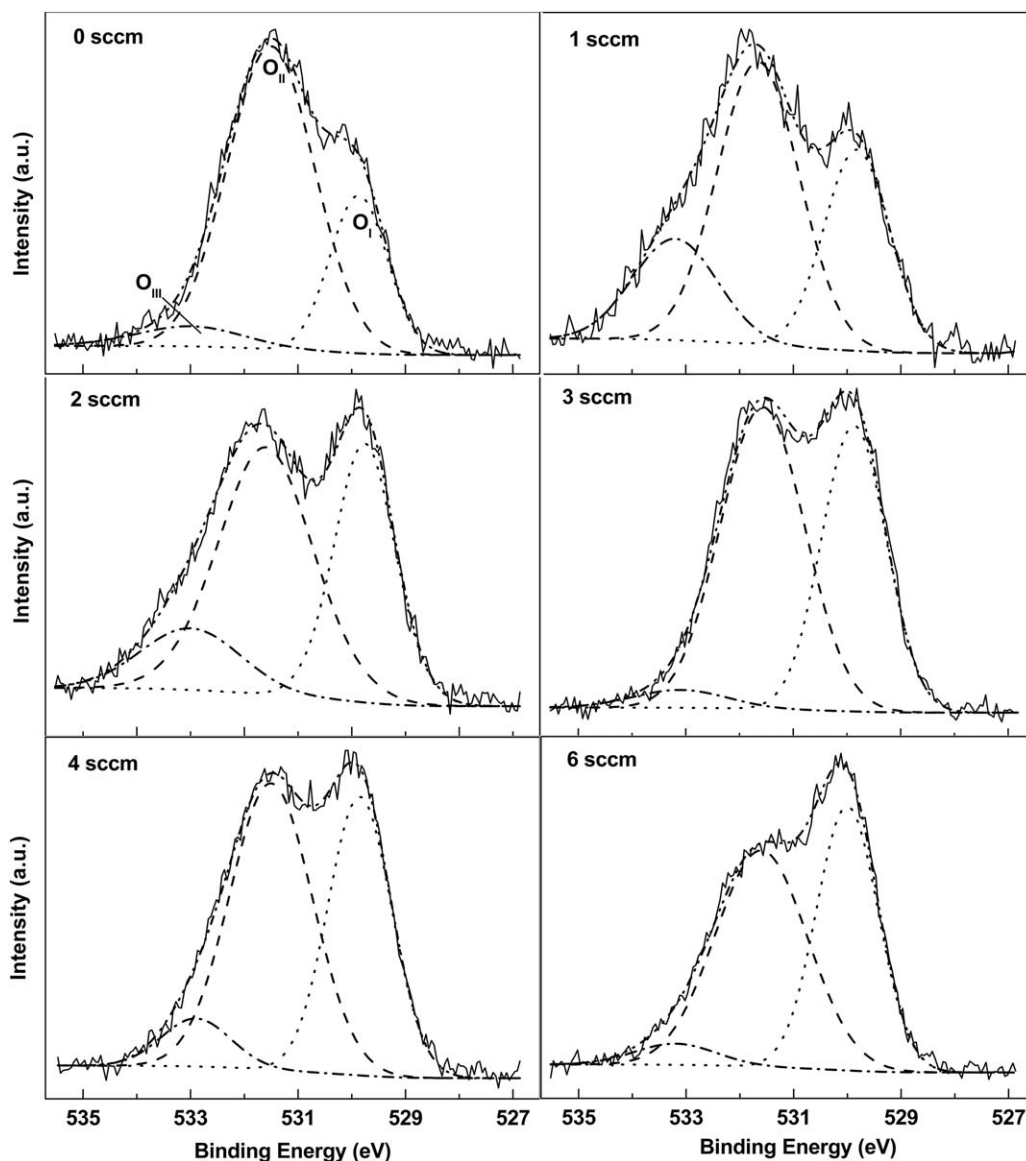 0 sccm
O_II
O_I
O_III
Intensity (a.u.)
1 sccm
2 sccm
Intensity (a.u.)
3 sccm
4 sccm
Intensity (a.u.)
6 sccm
535 533 531 529 527
535 533 531 529 527
Binding Energy (eV)
Binding Energy (eV)